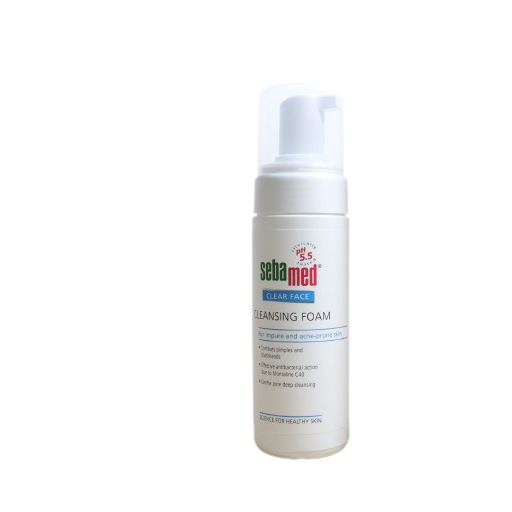 pH
5.5
sebamed®
CLEAR FACE
CLEANSING FOAM
For impure and acne-prone skin
• Combats pimples and
blackheads
• Effective antibacterial action
due to Montaline C40
• Gentle pore deep cleansing
SCIENCE FOR HEALTHY SKIN